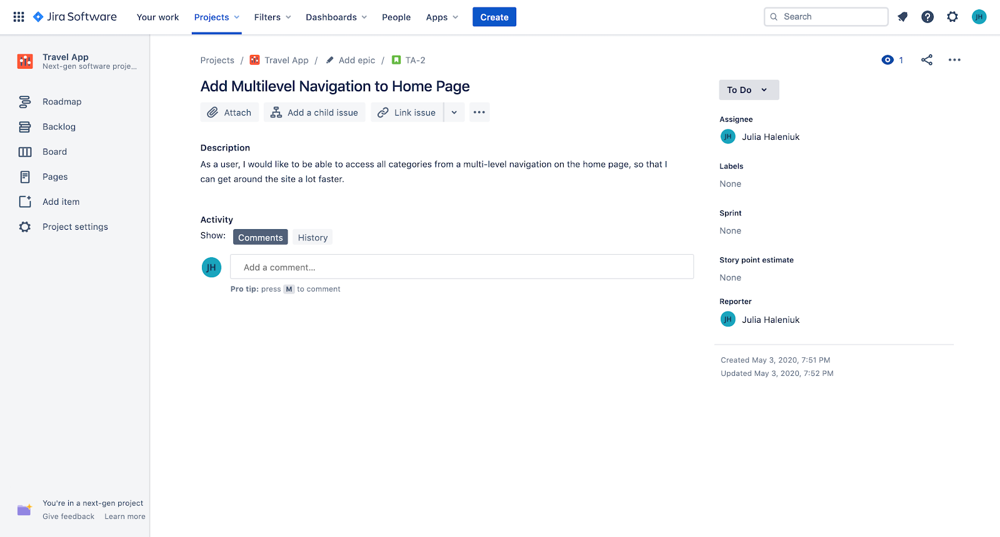 Jira Software
Your work
Projects
Filters
Dashboards
People
Apps
Create
Search
JH
Travel App
Next-gen software proje...
Roadmap
Backlog
Board
Pages
Add item
Project settings
You're in a next-gen project
Give feedback
Learn more
Projects / Travel App / Add epic / TA-2
1
Add Multilevel Navigation to Home Page
Attach
Add a child issue
Link issue
Description
As a user, I would like to be able to access all categories from a multi-level navigation on the home page, so that I
can get around the site a lot faster.
Activity
Show:
Comments
History
JH
Add a comment...
Pro tip: press M to comment
To Do
Assignee
JH
Julia Haleniuk
Labels
None
Sprint
None
Story point estimate
None
Reporter
JH
Julia Haleniuk
Created May 3, 2020, 7:51 PM
Updated May 3, 2020, 7:52 PM